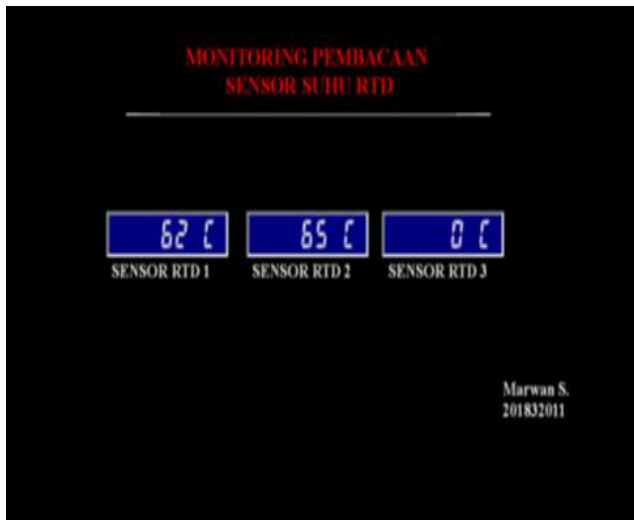 MONITORING PEMBACAAN
SENSOR SUHU RTD
62 C
65 C
0 C
SENSOR RTD 1
SENSOR RTD 2
SENSOR RTD 3
Marwan S.
201832011